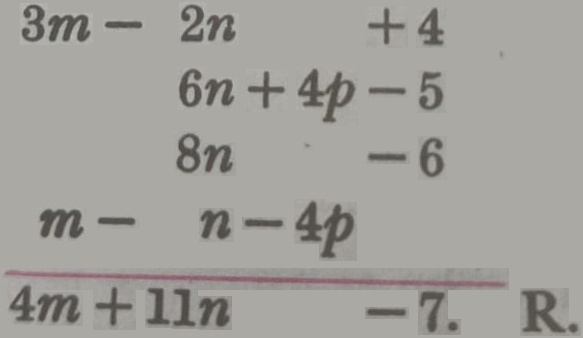 3m − 2n + 4
6n + 4p − 5
8n − 6
m − n − 4p
4m + 11n − 7. R.